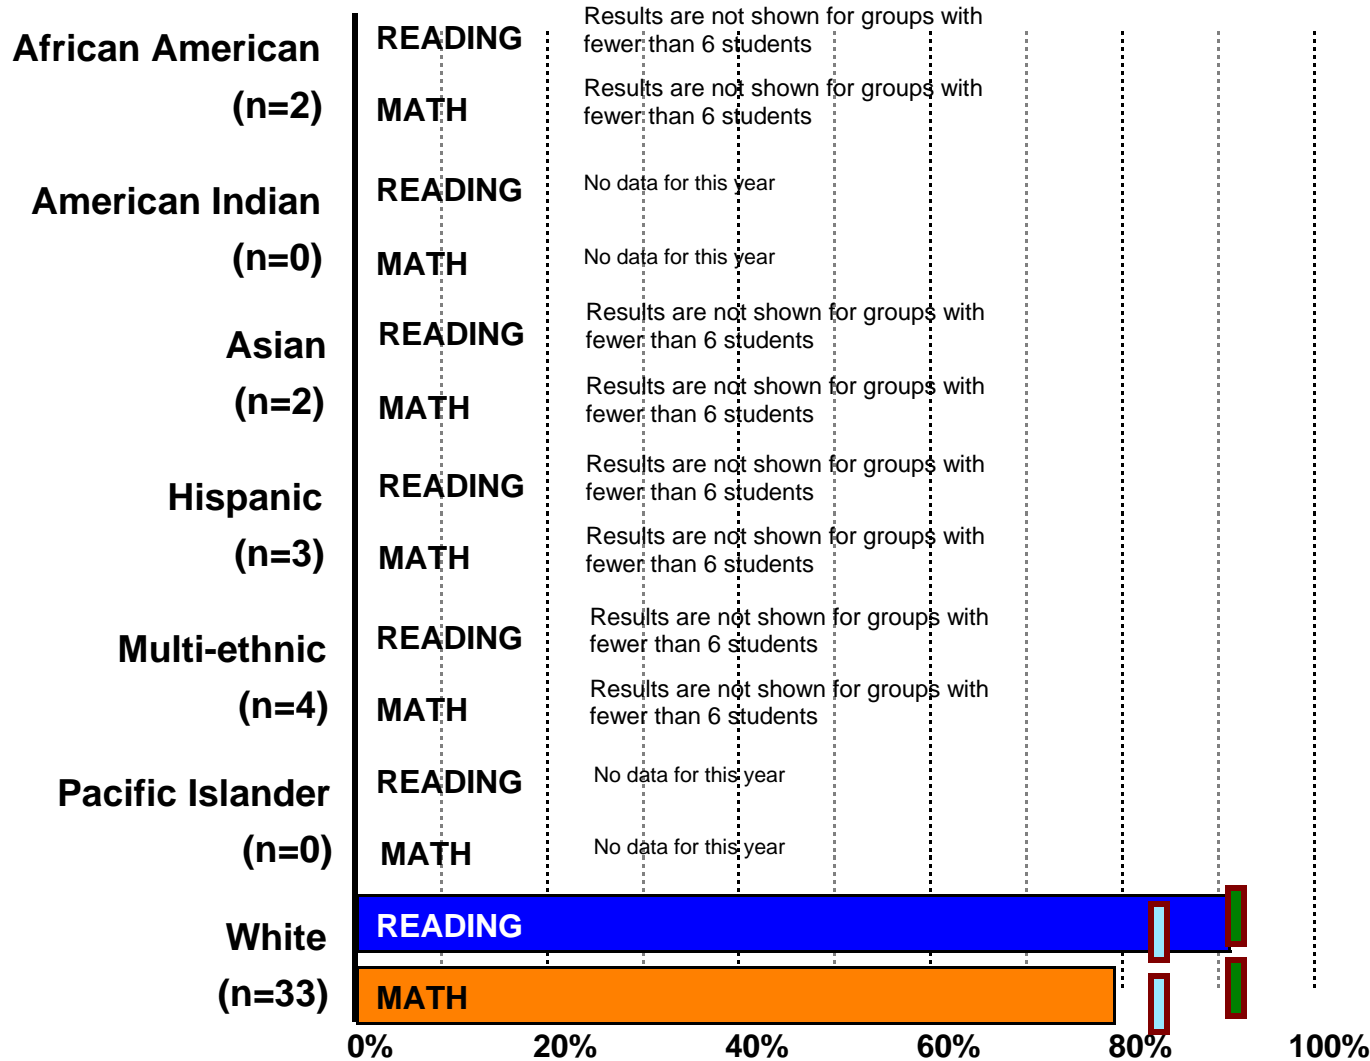 African American
(n=2)
READING
Results are not shown for groups with
fewer than 6 students
MATH
Results are not shown for groups with
fewer than 6 students
American Indian
(n=0)
READING
No data for this year
MATH
No data for this year
Asian
(n=2)
READING
Results are not shown for groups with
fewer than 6 students
MATH
Results are not shown for groups with
fewer than 6 students
Hispanic
(n=3)
READING
Results are not shown for groups with
fewer than 6 students
MATH
Results are not shown for groups with
fewer than 6 students
Multi-ethnic
(n=4)
READING
Results are not shown for groups with
fewer than 6 students
MATH
Results are not shown for groups with
fewer than 6 students
Pacific Islander
(n=0)
READING
No data for this year
MATH
No data for this year
White
(n=33)
READING
MATH
0% 20% 40% 60% 80% 100%